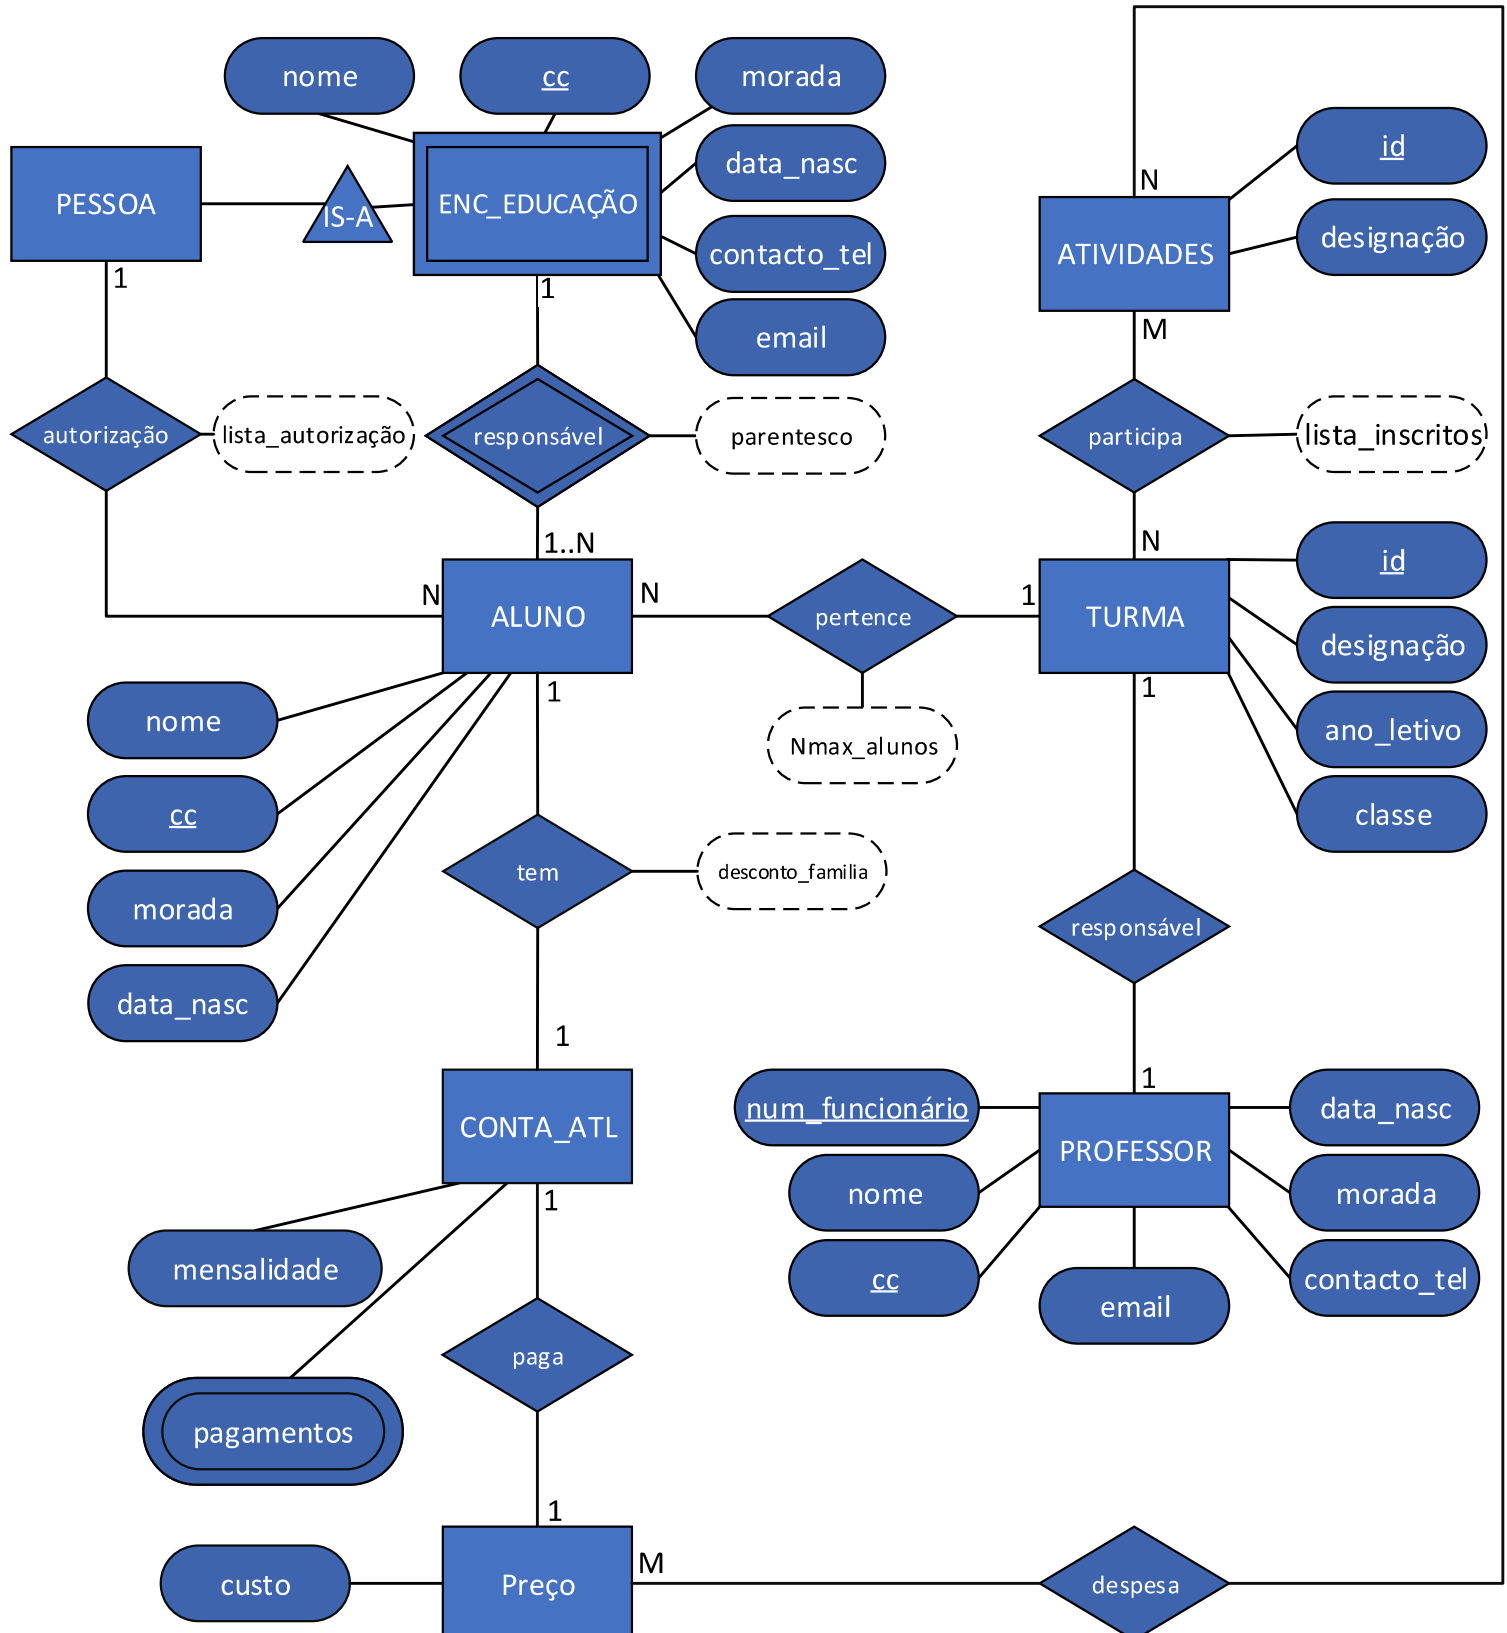 nome
cc
morada
data_nasc
contacto_tel
email
PESSOA
IS-A
ENC_EDUCAÇÃO
1
1
autorização
lista_autorização
responsável
parentesco
1..N
N
ALUNO
N
pertence
1
Nmax_alunos
N
ATIVIDADES
id
designação
M
participa
lista_inscritos
N
TURMA
id
designação
ano_letivo
classe
1
responsável
1
nome
cc
morada
data_nasc
1
tem
desconto_familia
1
CONTA_ATL
num_funcionário
nome
cc
PROFESSOR
email
data_nasc
morada
contacto_tel
mensalidade
pagamentos
1
paga
1
custo
Preço
M
despesa